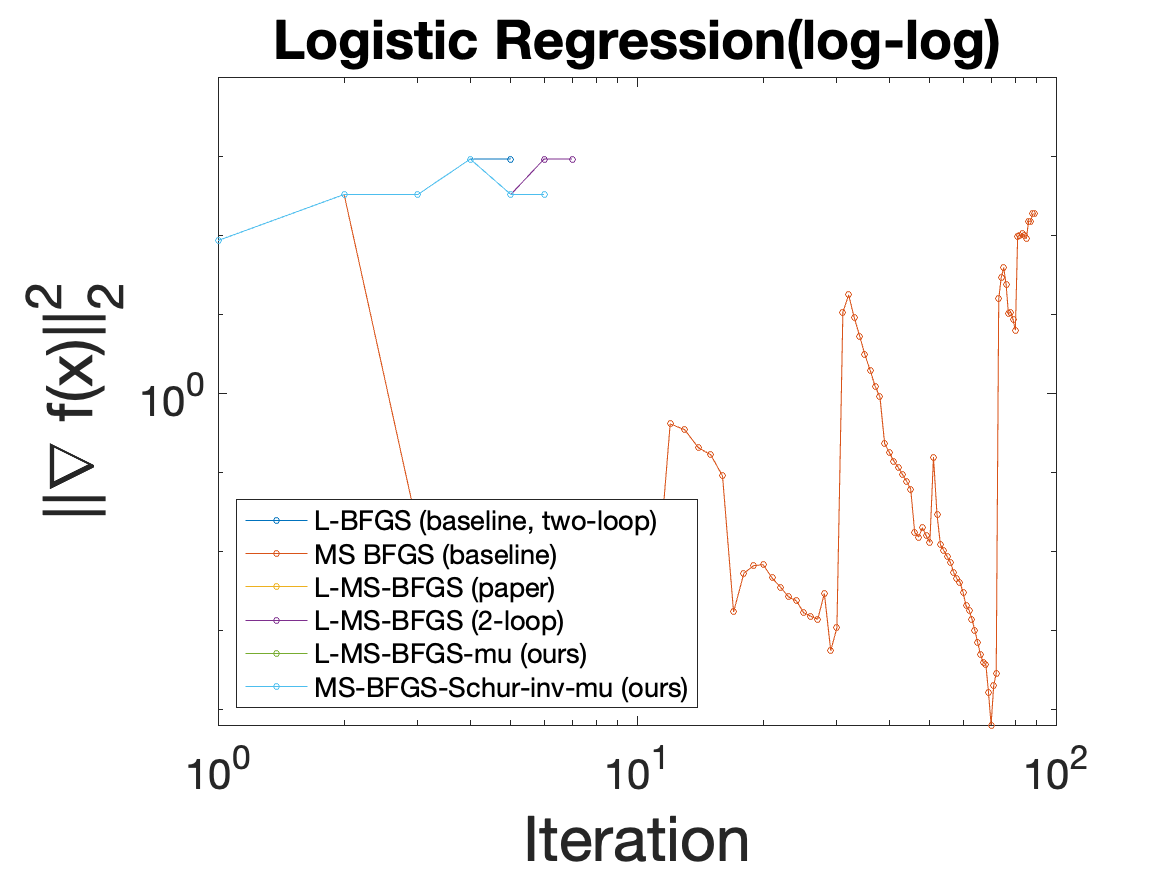 Logistic Regression(log-log)
||∇ f(x)||₂²
10⁰
L-BFGS (baseline, two-loop)
MS BFGS (baseline)
L-MS-BFGS (paper)
L-MS-BFGS (2-loop)
L-MS-BFGS-mu (ours)
MS-BFGS-Schur-inv-mu (ours)
10⁰ 10¹ 10²
Iteration